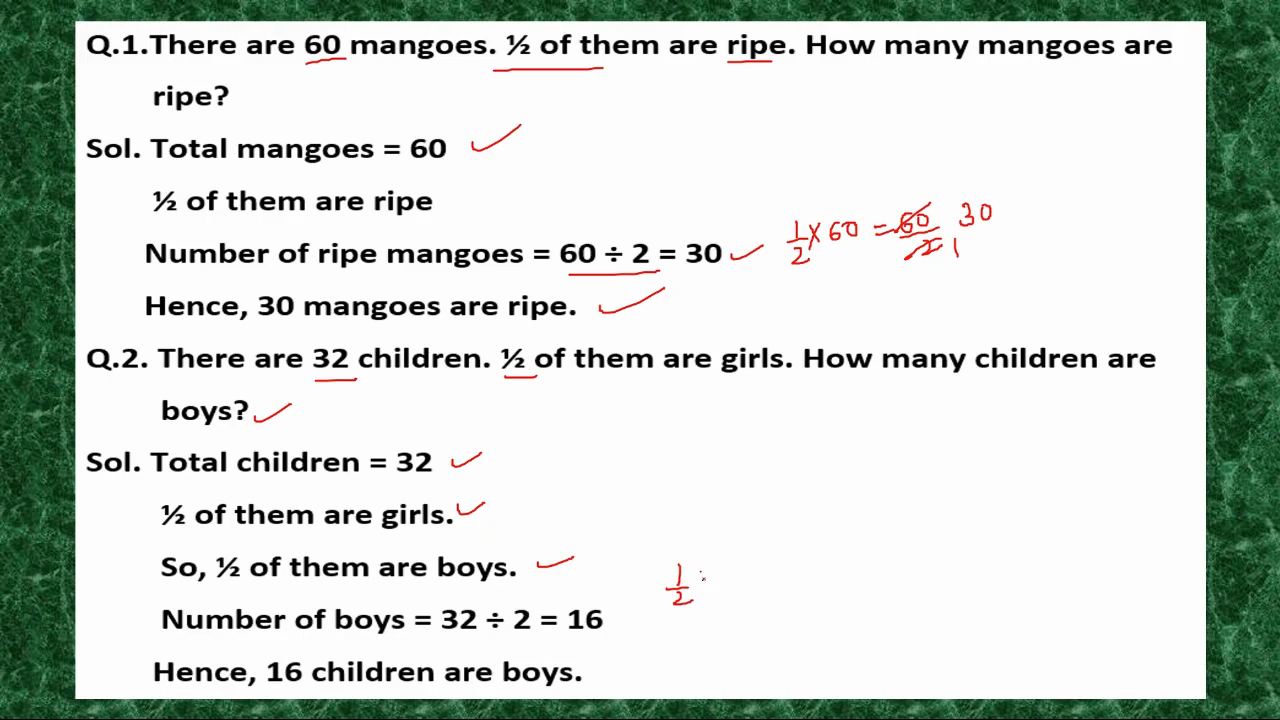 Q.1.There are 60 mangoes. ½ of them are ripe. How many mangoes are
ripe?
Sol. Total mangoes = 60
½ of them are ripe
Number of ripe mangoes = 60 ÷ 2 = 30
1/2 × 60 = 60/2 30 1
Hence, 30 mangoes are ripe.
Q.2. There are 32 children. ½ of them are girls. How many children are
boys?
Sol. Total children = 32
½ of them are girls.
So, ½ of them are boys.
1/2
Number of boys = 32 ÷ 2 = 16
Hence, 16 children are boys.